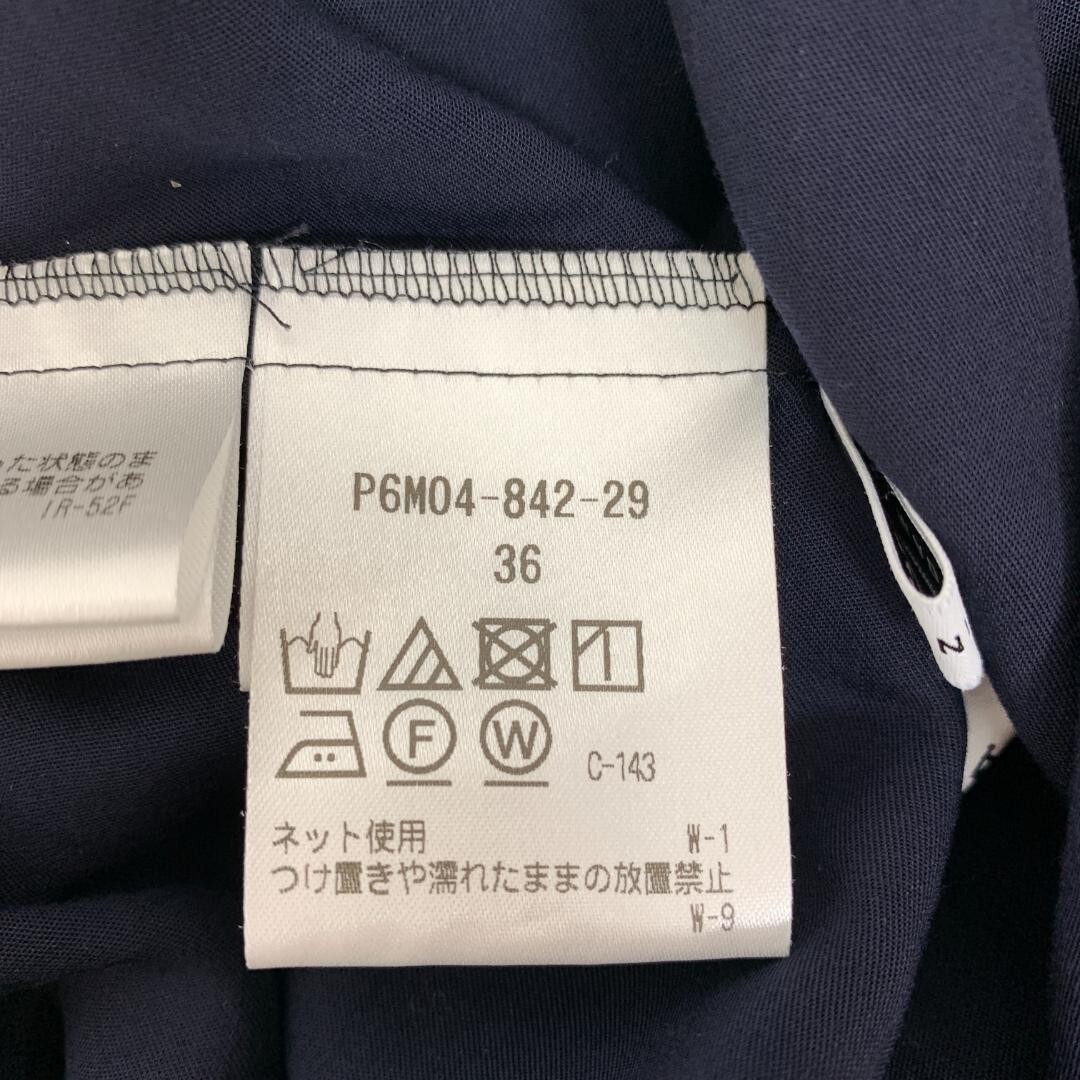 た状態のま
る場合があ
IR-52F
P6M04-842-29
36
F
W
C-143
ネット使用 W-1
つけ置きや濡れたままの放置禁止
W-9
2